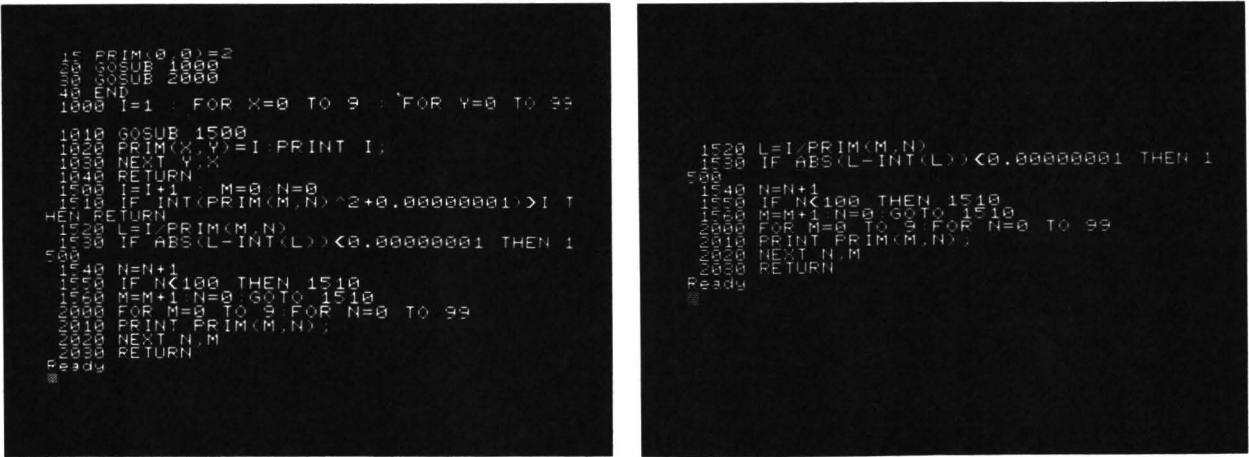 15 PRIM(0,0)=2
20 GOSUB 1000
30 GOSUB 2000
40 END
1000 I=1 : FOR X=0 TO 9 : FOR Y=0 TO 99
1010 GOSUB 1500
1020 PRIM(X,Y)=I:PRINT I;
1030 NEXT Y,X
1040 RETURN
1500 I=I+1 : M=0:N=0
1510 IF INT(PRIM(M,N)^2+0.00000001)>I T
HEN RETURN
1520 L=I/PRIM(M,N)
1530 IF ABS(L-INT(L))<0.00000001 THEN 1
500
1540 N=N+1
1550 IF N<100 THEN 1510
1560 M=M+1:N=0:GOTO 1510
2000 FOR M=0 TO 9:FOR N=0 TO 99
2010 PRINT PRIM(M,N);
2020 NEXT N,M
2030 RETURN
Ready
1520 L=I/PRIM(M,N)
1530 IF ABS(L-INT(L))<0.00000001 THEN 1
500
1540 N=N+1
1550 IF N<100 THEN 1510
1560 M=M+1:N=0:GOTO 1510
2000 FOR M=0 TO 9:FOR N=0 TO 99
2010 PRINT PRIM(M,N);
2020 NEXT N,M
2030 RETURN
Ready